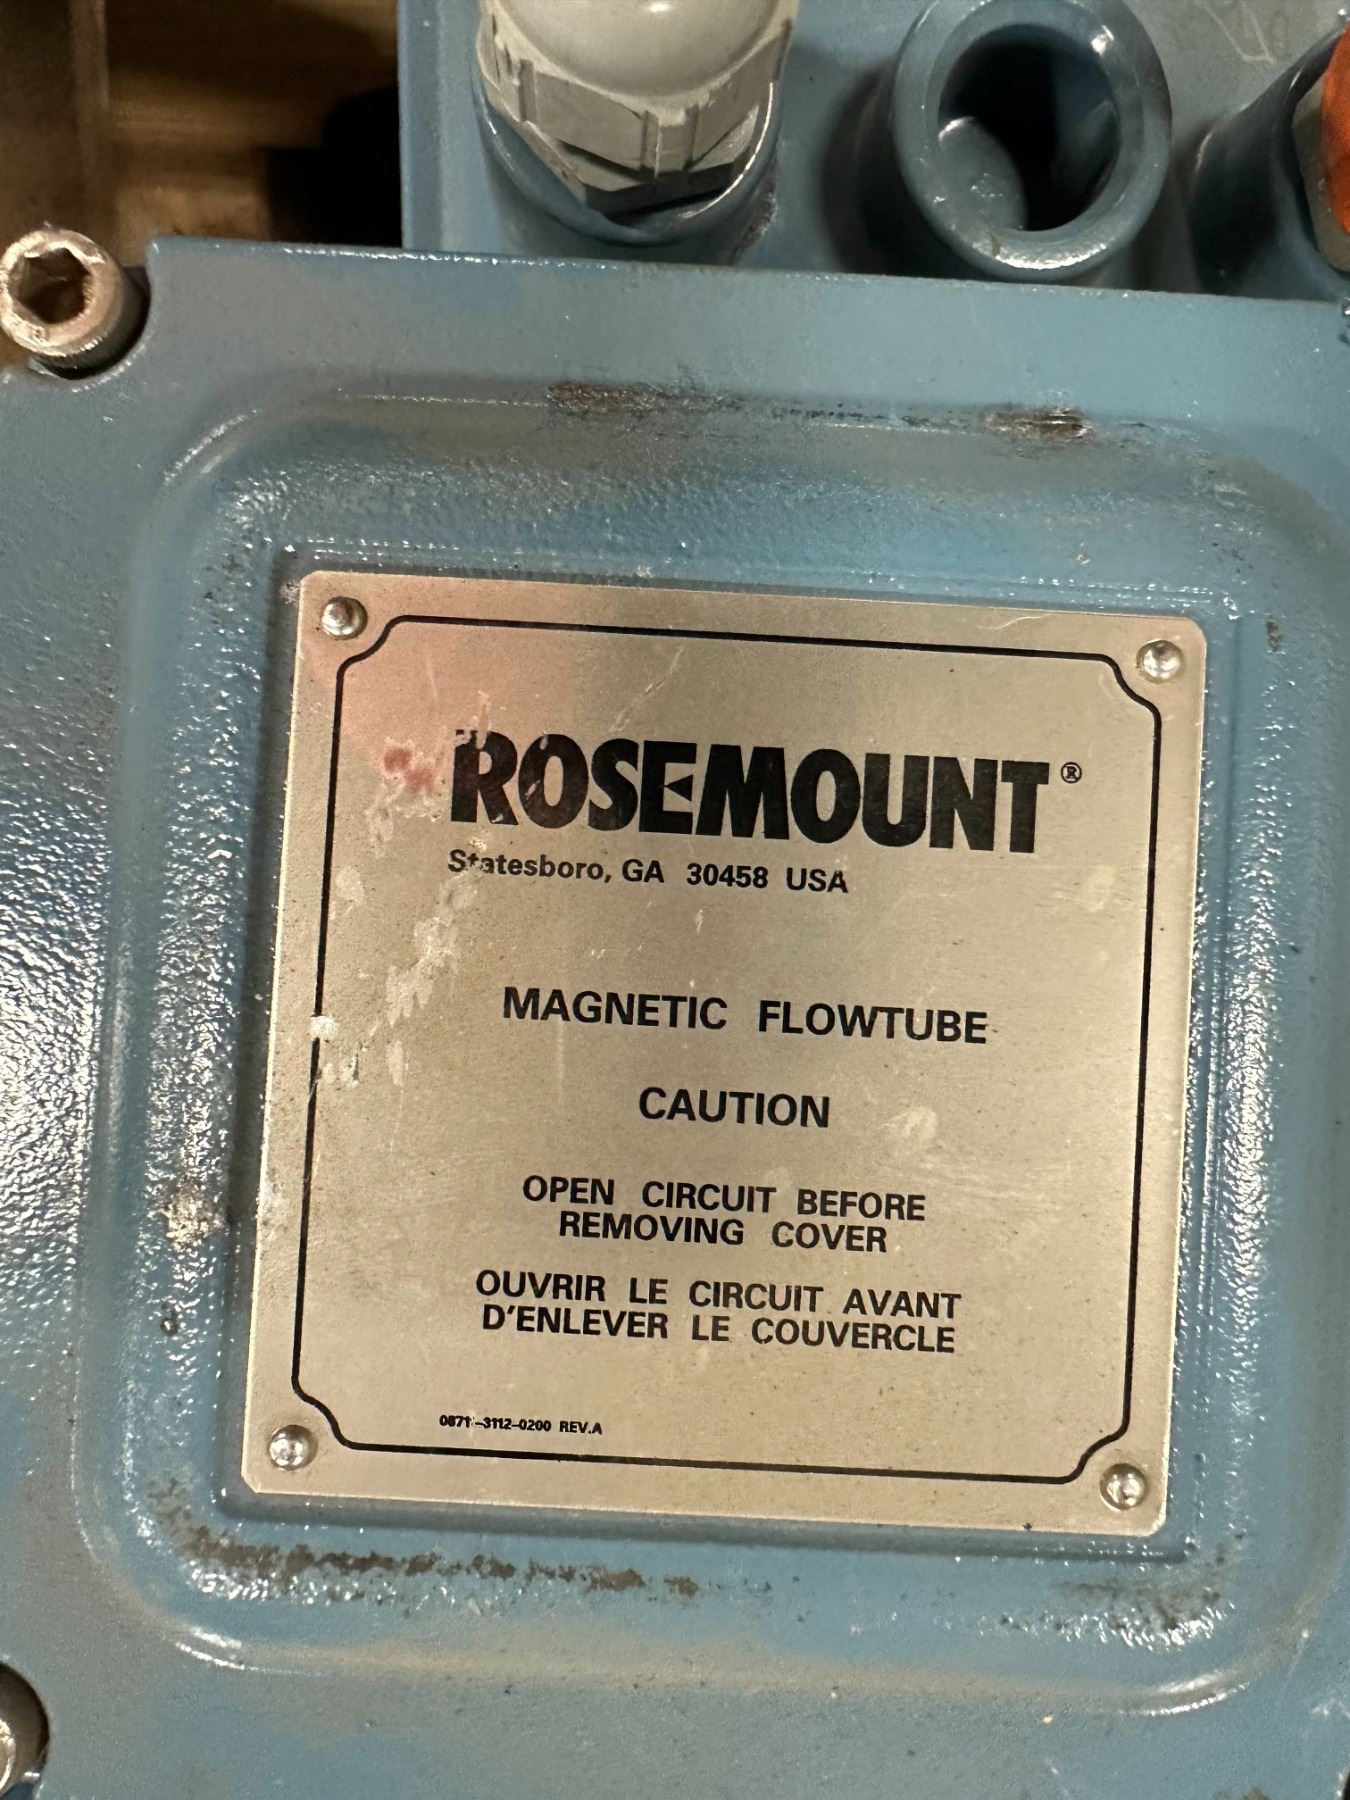 ROSEMOUNT®
Statesboro, GA 30458 USA
MAGNETIC FLOWTUBE
CAUTION
OPEN CIRCUIT BEFORE
REMOVING COVER
OUVRIR LE CIRCUIT AVANT
D'ENLEVER LE COUVERCLE
REV.A